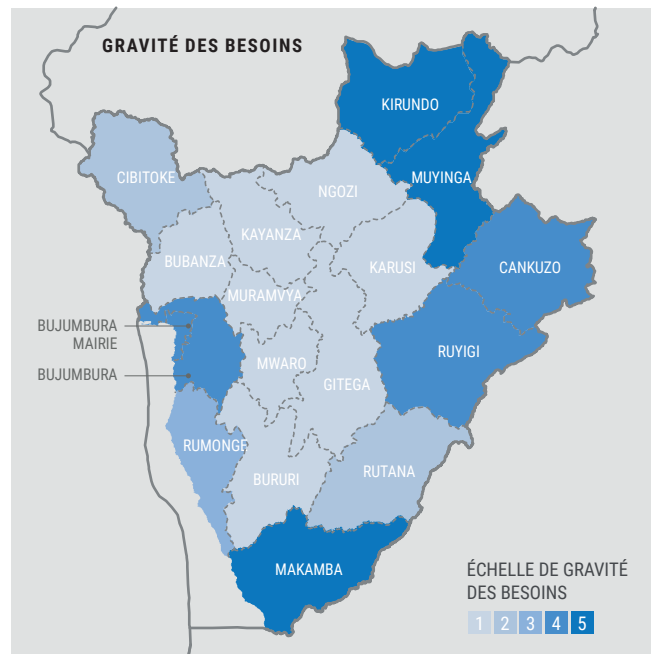 GRAVITÉ DES BESOINS
KIRUNDO
CIBITOKE
MUYINGA
NGOZI
KAYANZA
BUBANZA
KARUSI
CANKUZO
MURAMVYA
BUJUMBURA
MAIRIE
RUYIGI
MWARO
BUJUMBURA
GITEGA
RUMONGE
RUTANA
BURURI
MAKAMBA
ÉCHELLE DE GRAVITÉ
DES BESOINS
1 2 3 4 5